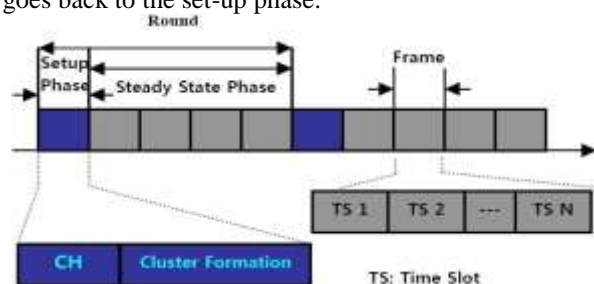 goes back to the set-up phase.
Round
Setup
Phase
Steady State Phase
Frame
TS 1 TS 2 --- TS N
CH Cluster Formation
TS: Time Slot